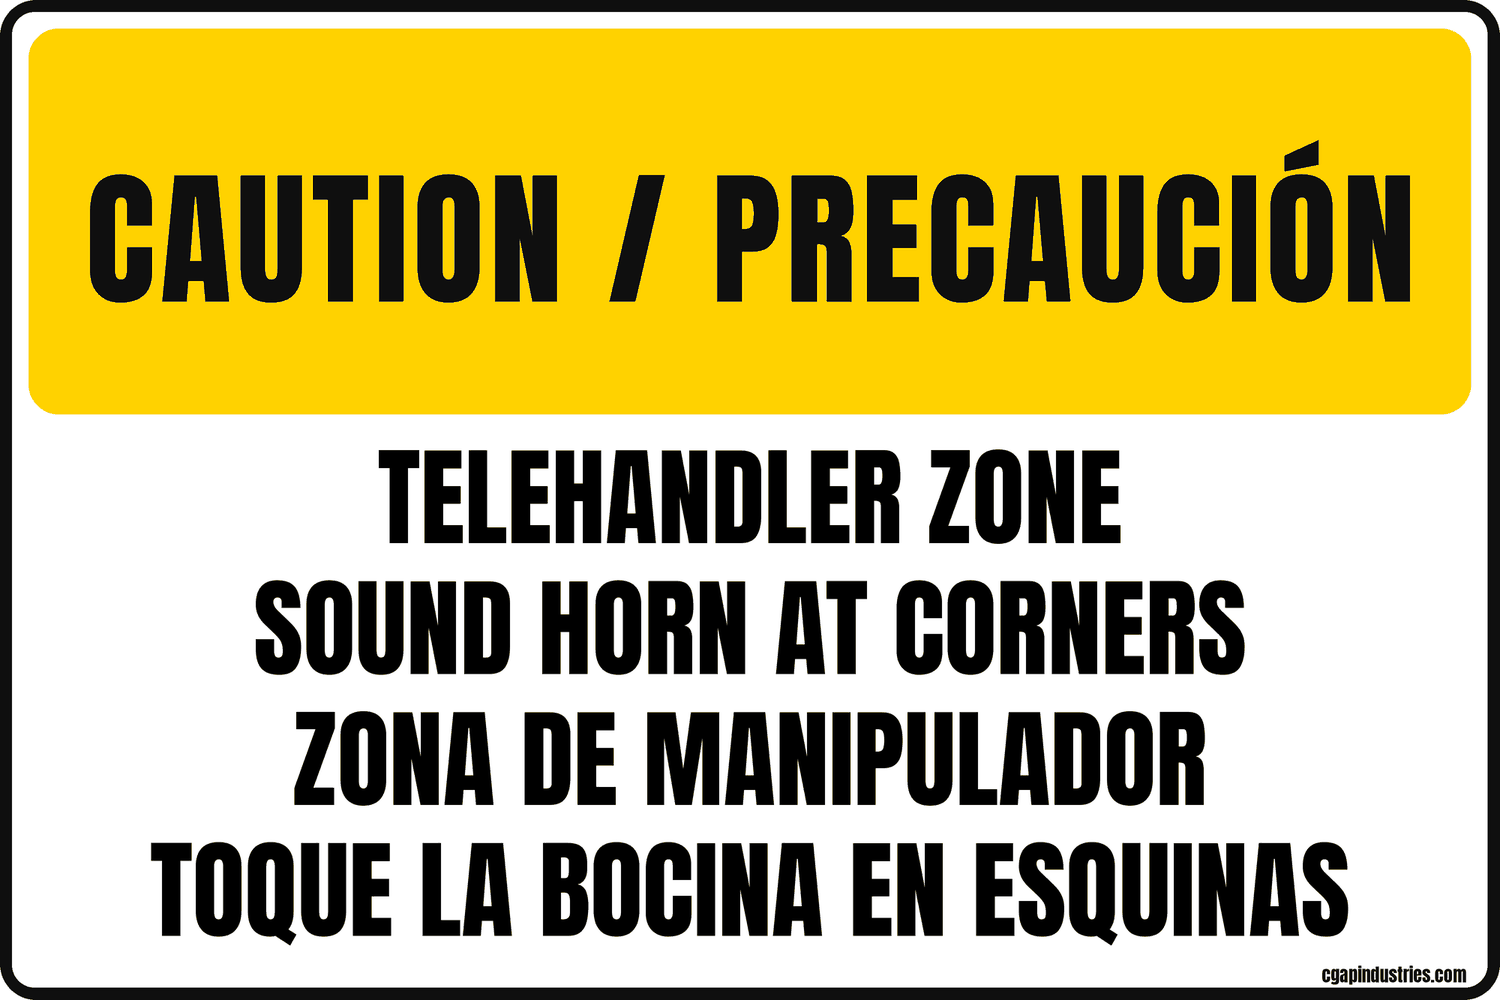 CAUTION / PRECAUCIÓN
TELEHANDLER ZONE
SOUND HORN AT CORNERS
ZONA DE MANIPULADOR
TOQUE LA BOCINA EN ESQUINAS
cgapindustries.com